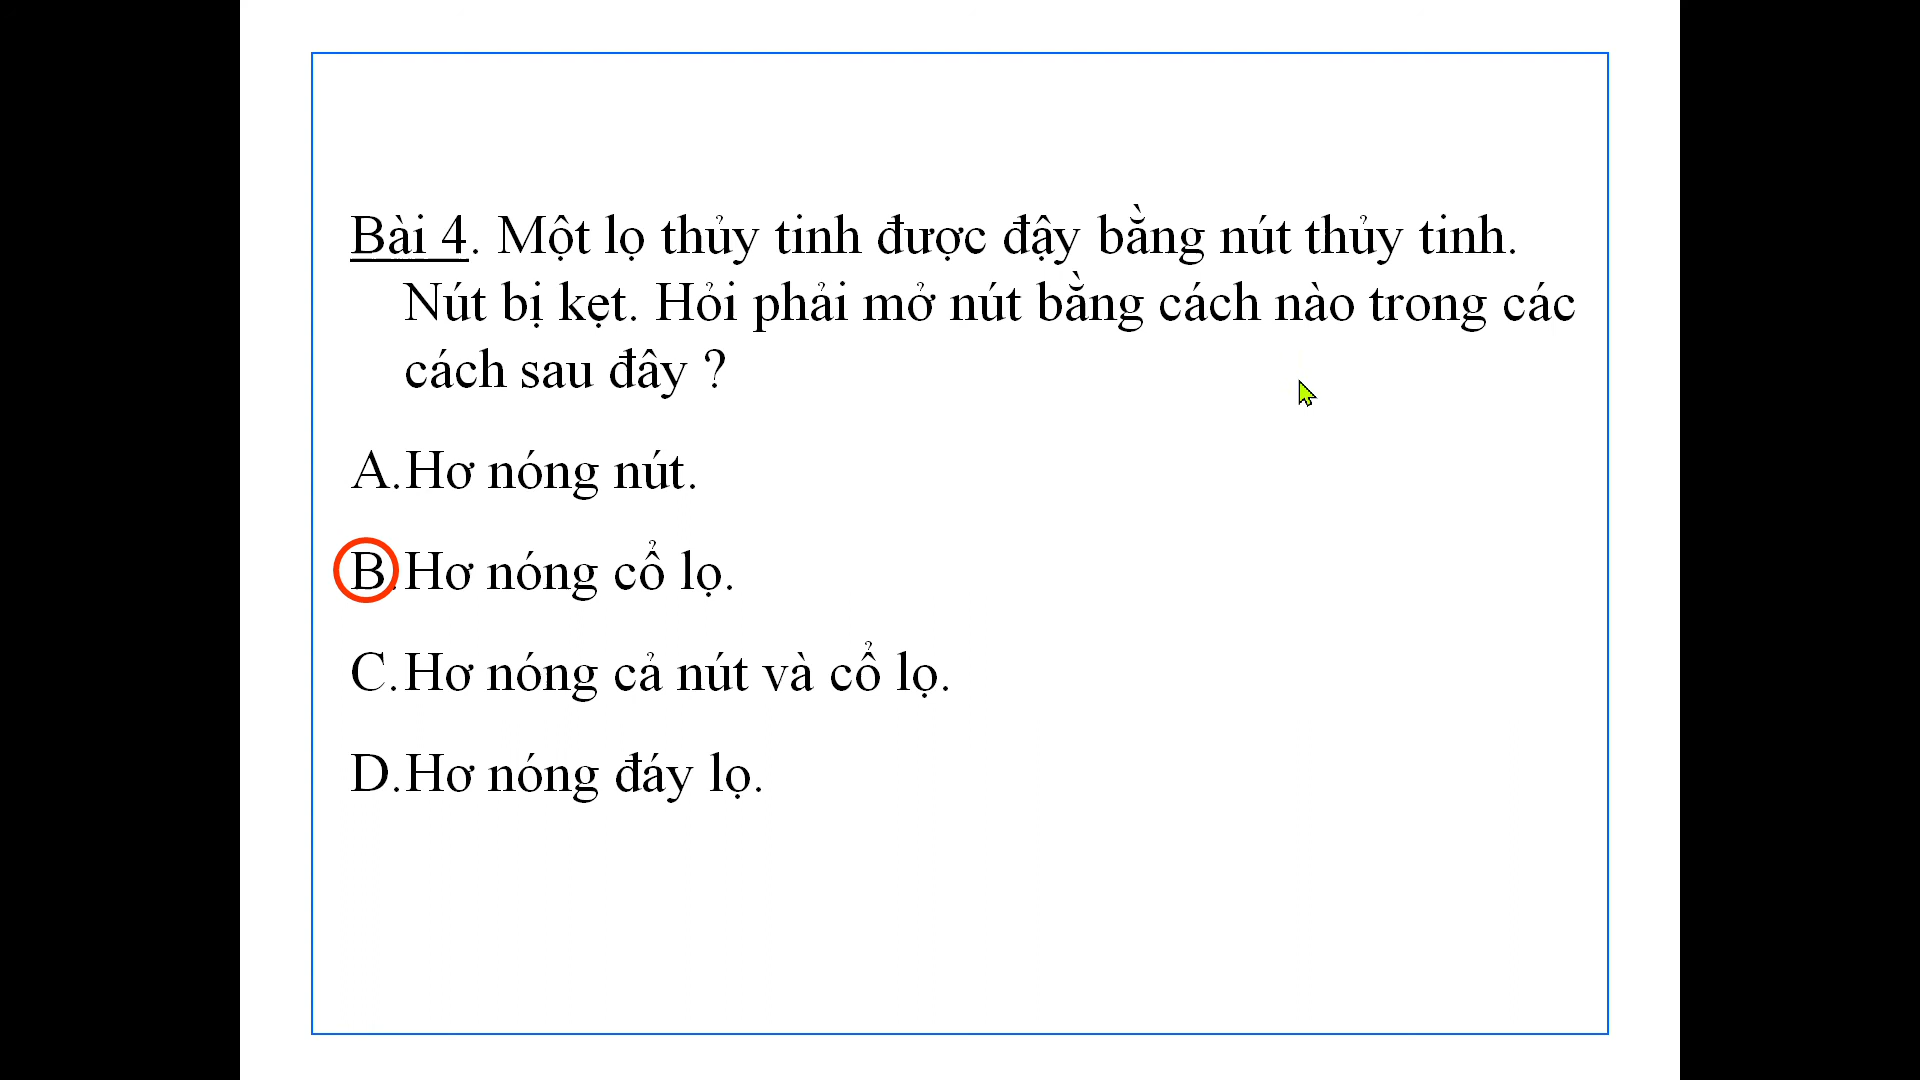 Bài 4. Một lọ thủy tinh được đậy bằng nút thủy tinh.
Nút bị kẹt. Hỏi phải mở nút bằng cách nào trong các
cách sau đây ?
A.Hơ nóng nút.
B.Hơ nóng cổ lọ.
C.Hơ nóng cả nút và cổ lọ.
D.Hơ nóng đáy lọ.